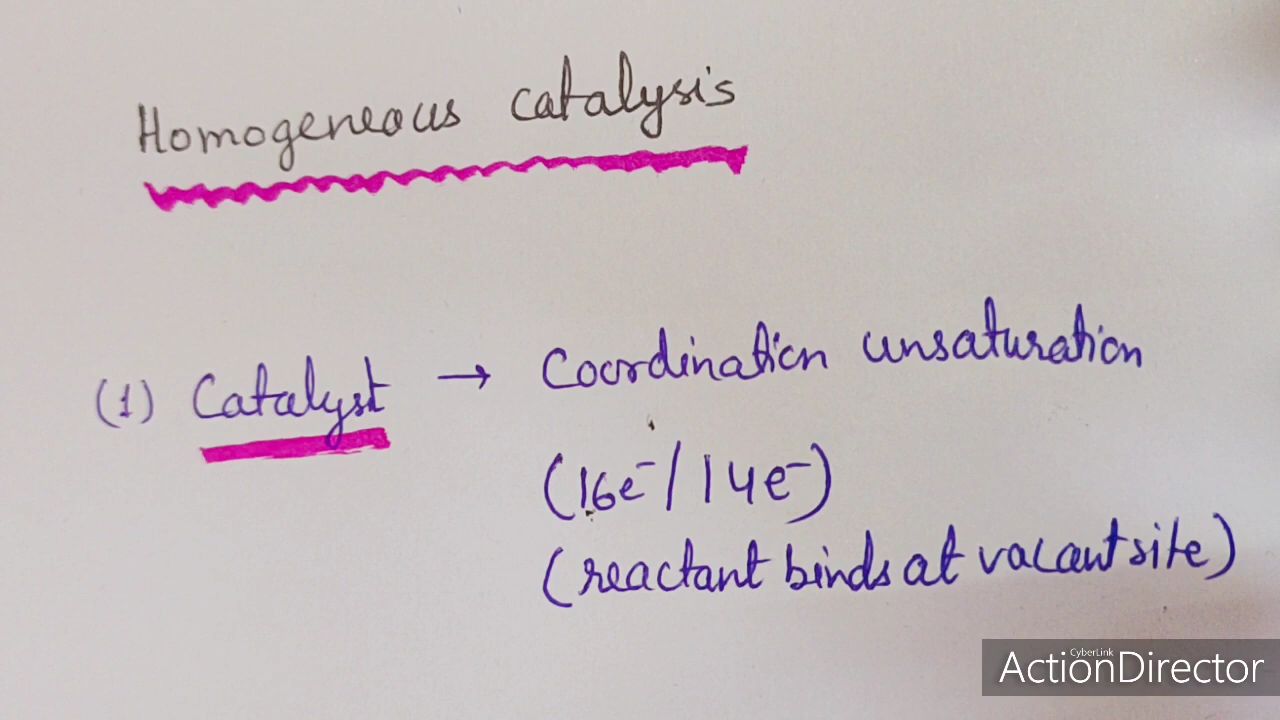 Homogeneous catalysis
(1) Catalyst → Coordination unsaturation
(16e⁻/14e⁻)
(reactant binds at vacant site)
CyberLink
ActionDirector